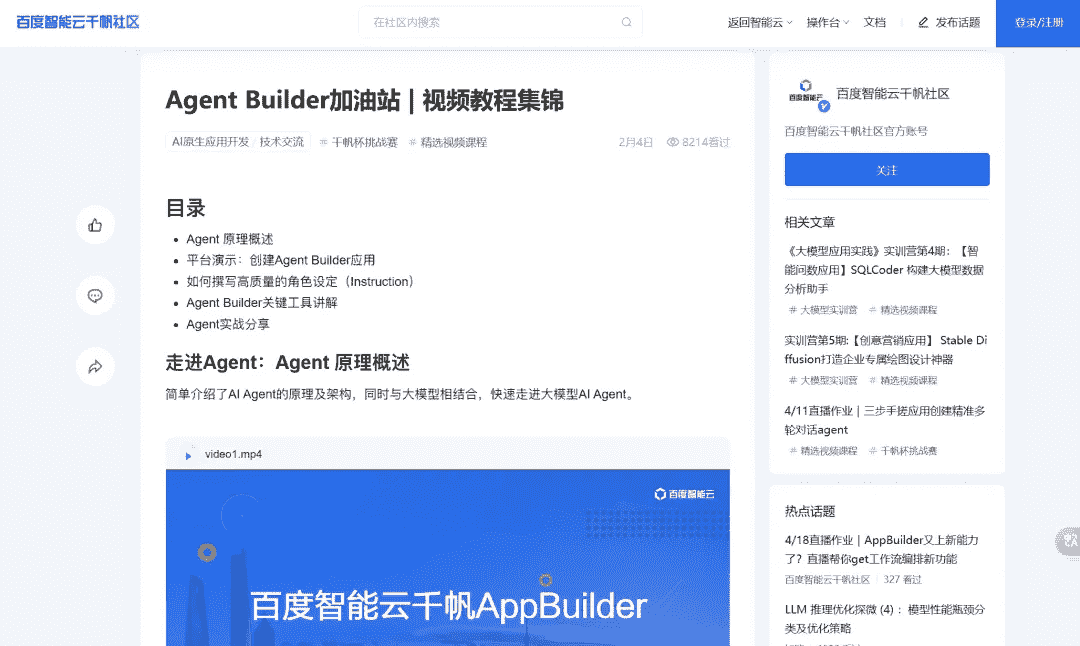 百度智能云千帆社区
在社区内搜索
返回智能云
操作台
文档
发布话题
登录/注册
Agent Builder加油站 | 视频教程集锦
AI原生应用开发 / 技术交流 # 千帆杯挑战赛 # 精选视频课程
2月4日 8214看过
目录
Agent 原理概述
平台演示：创建Agent Builder应用
如何撰写高质量的角色设定（Instruction）
Agent Builder关键工具讲解
Agent实战分享
走进Agent：Agent 原理概述
简单介绍了AI Agent的原理及架构，同时与大模型相结合，快速走进大模型AI Agent。
video1.mp4
百度智能云
百度智能云千帆AppBuilder
百度智能云
百度智能云千帆社区
百度智能云千帆社区官方账号
关注
相关文章
《大模型应用实践》实训营第4期：【智
能问数应用】SQLCoder 构建大模型数据
分析助手
# 大模型实训营 # 精选视频课程
实训营第5期:【创意营销应用】 Stable Di
ffusion打造企业专属绘图设计神器
# 大模型实训营 # 精选视频课程
4/11直播作业｜三步手搓应用创建精准多
轮对话agent
# 精选视频课程 # 千帆杯挑战赛
热点话题
4/18直播作业｜AppBuilder又上新能力
了？直播帮你get工作流编排新功能
百度智能云千帆社区 327 看过
LLM 推理优化探微 (4) ：模型性能瓶颈分
类及优化策略